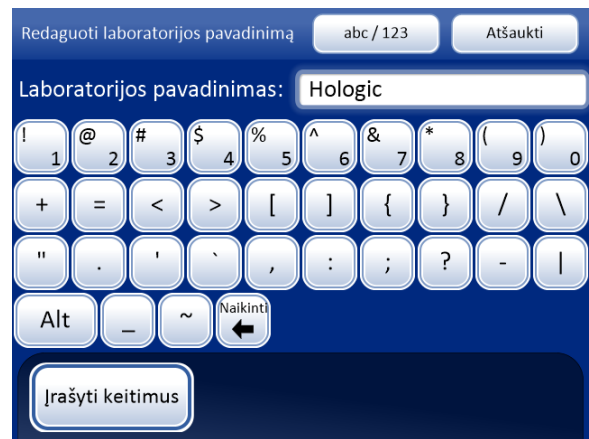 Redaguoti laboratorijos pavadinimą abc / 123 Atšaukti
Laboratorijos pavadinimas: Hologic
! 1 @ 2 # 3 $ 4 % 5 ^ 6 & 7 * 8 ( 9 ) 0
+ = < > [ ] { } / \
" . ' ` , : ; ? - |
Alt _ ~ Naikinti
Įrašyti keitimus